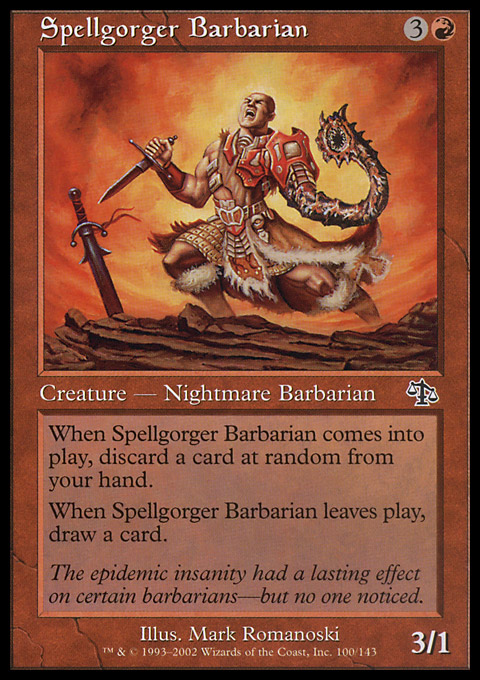 Spellgorger Barbarian 3
Creature — Nightmare Barbarian
When Spellgorger Barbarian comes into
play, discard a card at random from
your hand.
When Spellgorger Barbarian leaves play,
draw a card.
The epidemic insanity had a lasting effect
on certain barbarians—but no one noticed.
Illus. Mark Romanoski
™ & © 1993–2002 Wizards of the Coast, Inc. 100/143
3/1